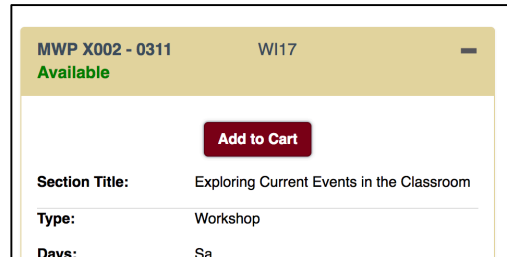 MWP X002 - 0311 WI17
Available
Add to Cart
Section Title: Exploring Current Events in the Classroom
Type: Workshop
Days: Sa